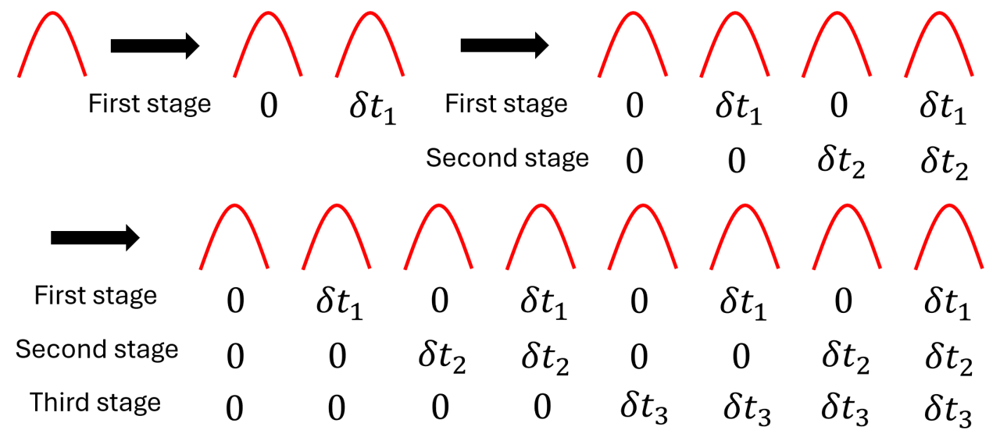 First stage 0 δt₁ First stage 0 δt₁ 0 δt₁
Second stage 0 0 δt₂ δt₂
First stage 0 δt₁ 0 δt₁ 0 δt₁ 0 δt₁
Second stage 0 0 δt₂ δt₂ 0 0 δt₂ δt₂
Third stage 0 0 0 0 δt₃ δt₃ δt₃ δt₃